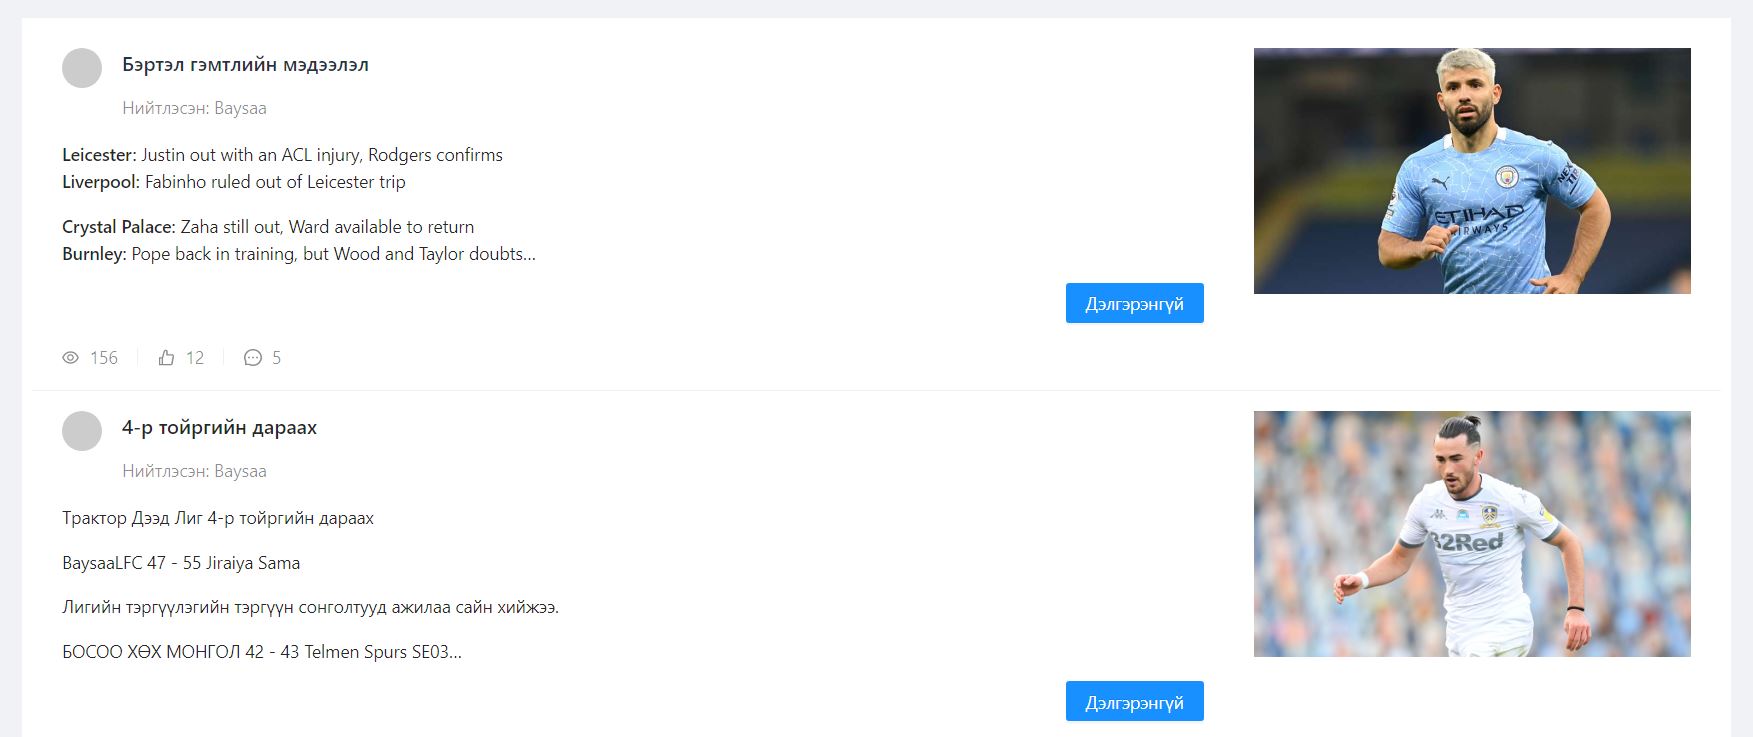 Бэртэл гэмтлийн мэдээлэл
Нийтлэсэн: Baysaa
Leicester: Justin out with an ACL injury, Rodgers confirms
Liverpool: Fabinho ruled out of Leicester trip
Crystal Palace: Zaha still out, Ward available to return
Burnley: Pope back in training, but Wood and Taylor doubts...
Дэлгэрэнгүй
156
12
5
ETIHAD
AIRWAYS
NEX
4-р тойргийн дараах
Нийтлэсэн: Baysaa
Трактор Дээд Лиг 4-р тойргийн дараах
BaysaaLFC 47 - 55 Jiraiya Sama
Лигийн тэргүүлэгийн тэргүүн сонголтууд ажилаа сайн хийжээ.
БОСОО ХӨХ МОНГОЛ 42 - 43 Telmen Spurs SE03...
Дэлгэрэнгүй
32Red